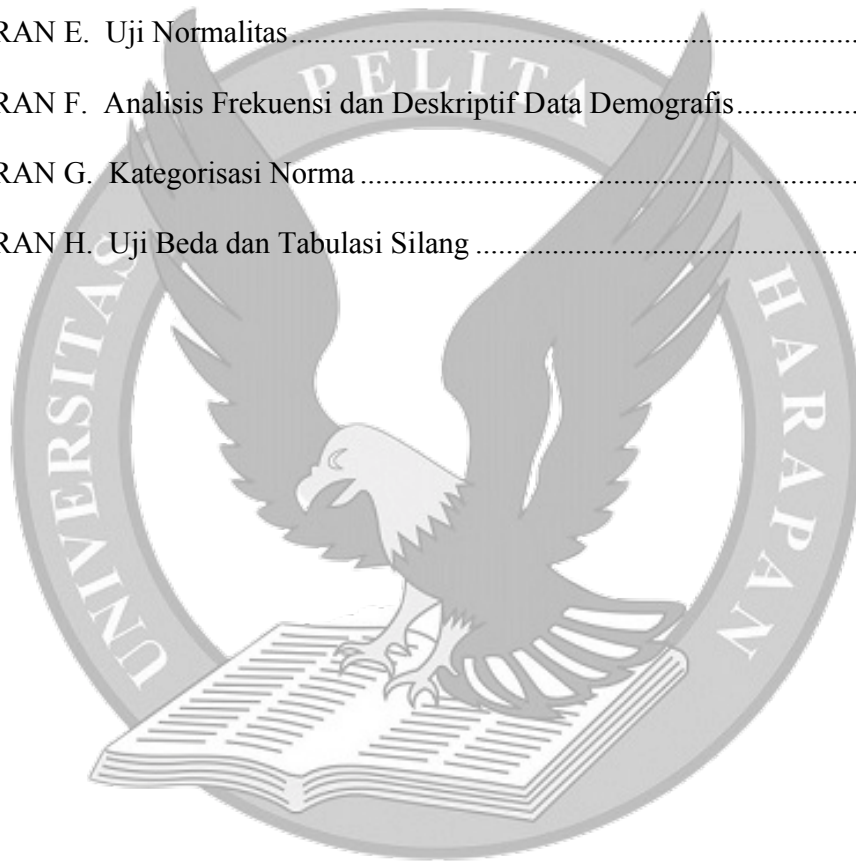 RAN E. Uji Normalitas....................................................................
RAN F. Analisis Frekuensi dan Deskriptif Data Demografis...............
RAN G. Kategorisasi Norma ..............................................................
RAN H. Uji Beda dan Tabulasi Silang ...............................................
UNIVERSITAS PELITA HARAPAN